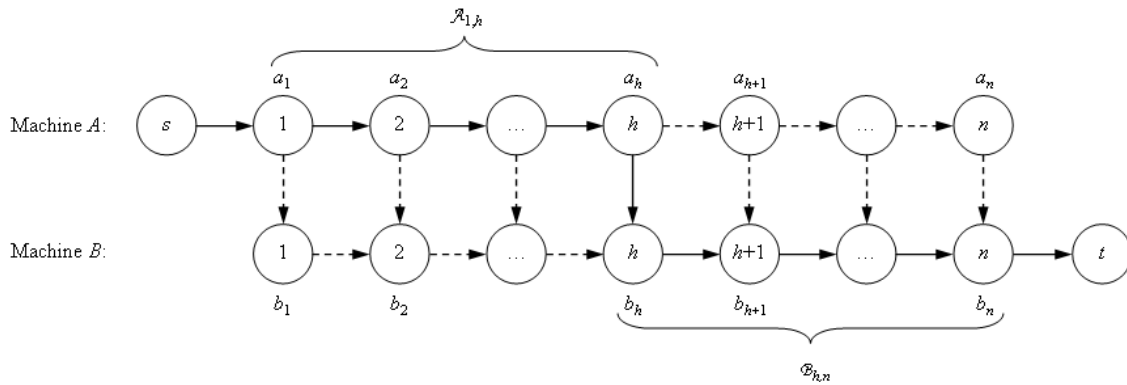 𝒜1,h
a1 a2 ah ah+1 an
Machine A: s 1 2 ... h h+1 ... n
Machine B: 1 2 ... h h+1 ... n t
b1 b2 bh bh+1 bn
ℬh,n